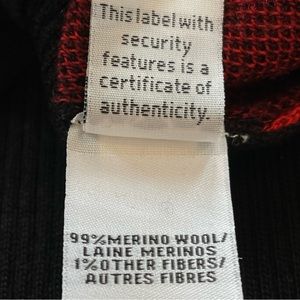 This label with
security
features is a
certificate of
authenticity.
99%MERINO WOOL/
LAINE MERINOS
1%OTHER FIBERS/
AUTRES FIBRES